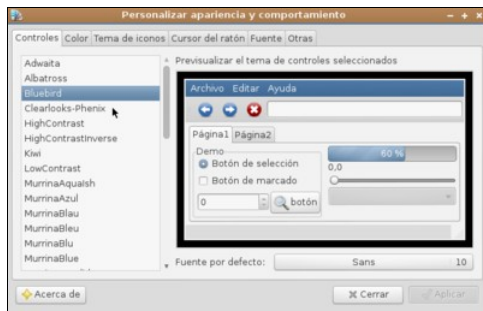 Personalizar apariencia y comportamiento
Controles Color Tema de iconos Cursor del ratón Fuente Otras
Adwaita
Albatross
Bluebird
Clearlooks-Phenix
HighContrast
HighContrastInverse
Kiwi
LowContrast
MurrinaAquaIsh
MurrinaAzul
MurrinaBlau
MurrinaBleu
MurrinaBlu
MurrinaBlue
Previsualizar el tema de controles seleccionados
Archivo Editar Ayuda
Página1 Página2
Demo
Botón de selección
Botón de marcado
0
botón
60 %
0,0
Fuente por defecto: Sans 10
Acerca de
Cerrar
Aplicar